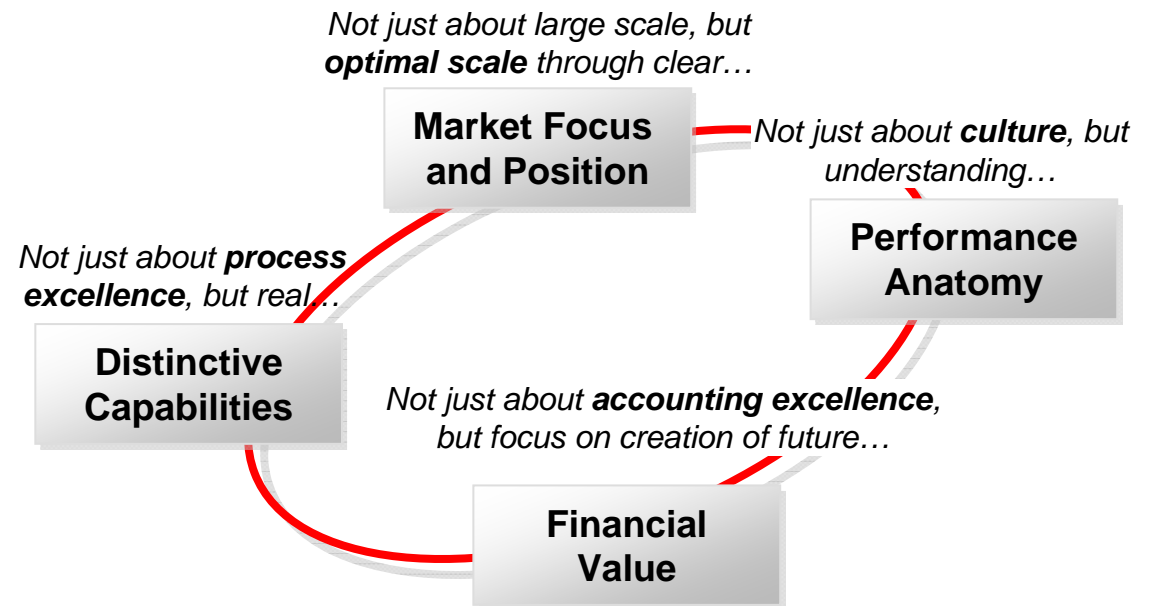 Not just about large scale, but
optimal scale through clear…
Market Focus
and Position
Not just about culture, but
understanding…
Performance
Anatomy
Not just about process
excellence, but real…
Distinctive
Capabilities
Not just about accounting excellence,
but focus on creation of future…
Financial
Value